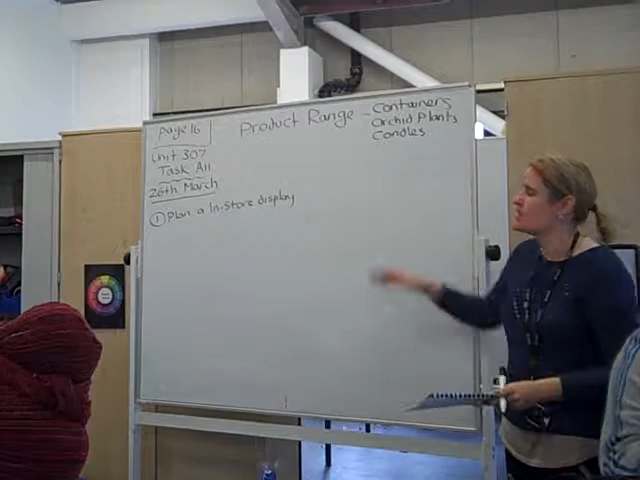 Page 16
Unit 307
Task A11
26th March
① Plan a In-store display
Product Range - Containers
Orchid Plants
Candles